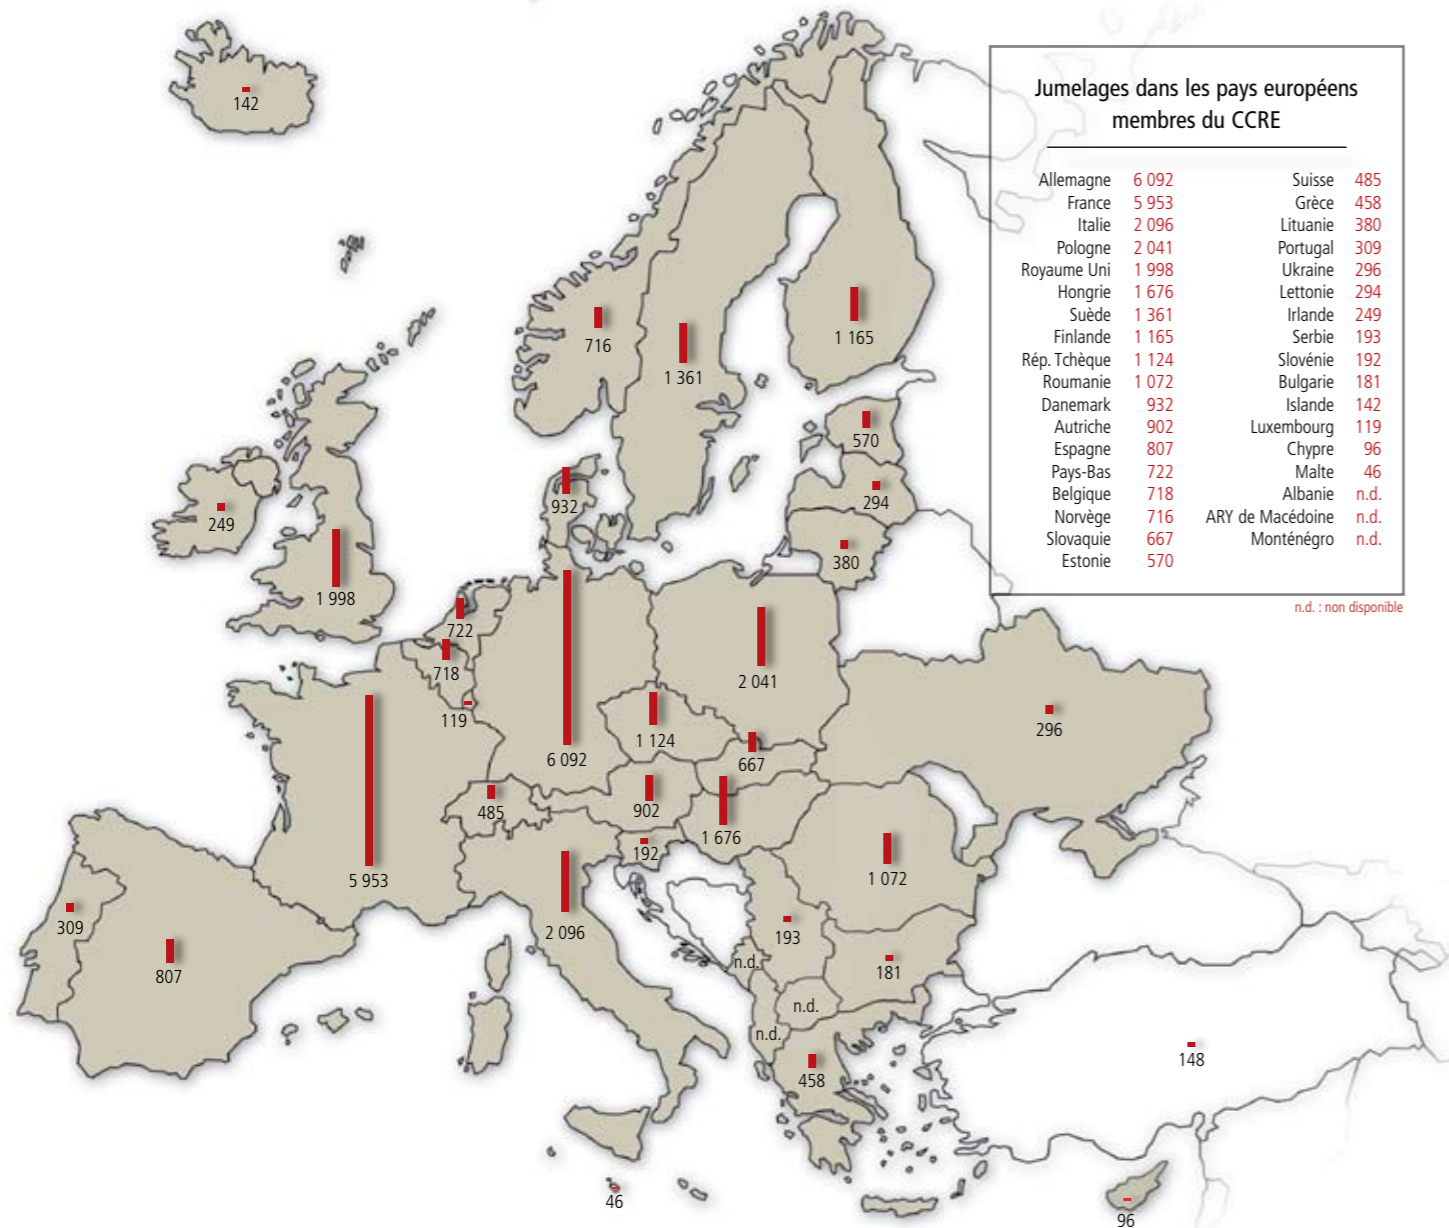 Jumelages dans les pays européens
membres du CCRE
Allemagne 6 092
France 5 953
Italie 2 096
Pologne 2 041
Royaume Uni 1 998
Hongrie 1 676
Suède 1 361
Finlande 1 165
Rép. Tchèque 1 124
Roumanie 1 072
Danemark 932
Autriche 902
Espagne 807
Pays-Bas 722
Belgique 718
Norvège 716
Slovaquie 667
Estonie 570
Suisse 485
Grèce 458
Lituanie 380
Portugal 309
Ukraine 296
Lettonie 294
Irlande 249
Serbie 193
Slovénie 192
Bulgarie 181
Islande 142
Luxembourg 119
Chypre 96
Malte 46
Albanie n.d.
ARY de Macédoine n.d.
Monténégro n.d.
n.d. : non disponible
142
716
1 361
1 165
570
294
380
249
932
1 998
722
718
119
6 092
2 041
1 124
667
296
485
902
1 676
192
5 953
1 072
309
807
2 096
193
n.d.
181
n.d.
n.d.
458
148
46
96